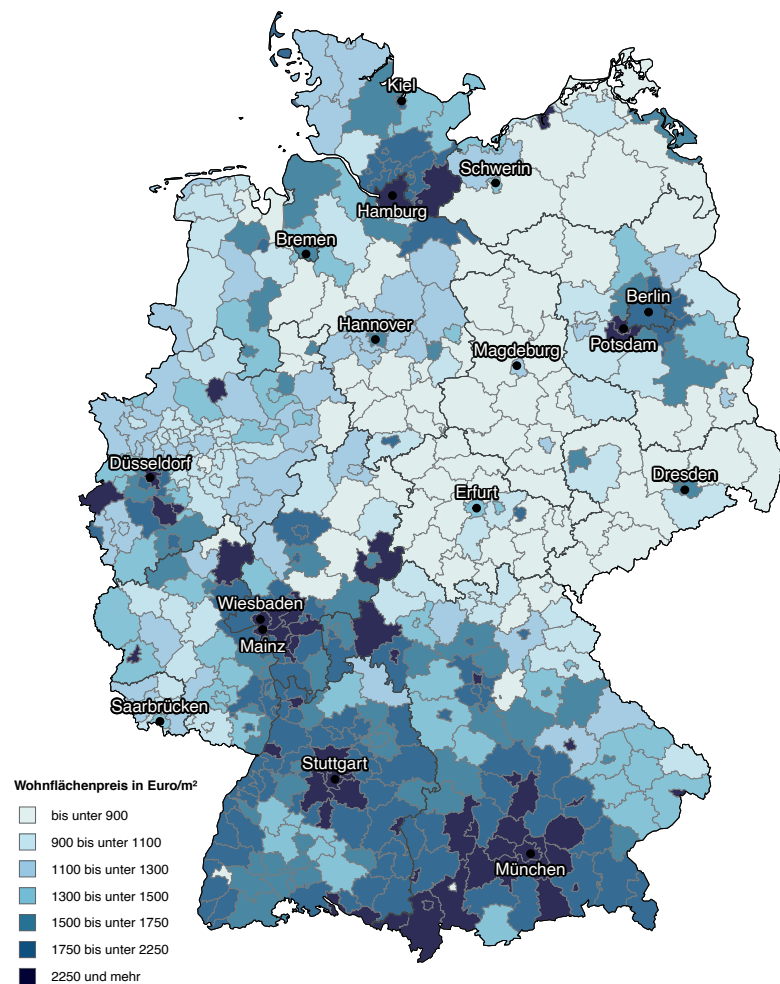 Kiel
Schwerin
Hamburg
Bremen
Berlin
Hannover
Potsdam
Magdeburg
Düsseldorf
Dresden
Erfurt
Wiesbaden
Mainz
Saarbrücken
Stuttgart
München
Wohnflächenpreis in Euro/m²
bis unter 900
900 bis unter 1100
1100 bis unter 1300
1300 bis unter 1500
1500 bis unter 1750
1750 bis unter 2250
2250 und mehr